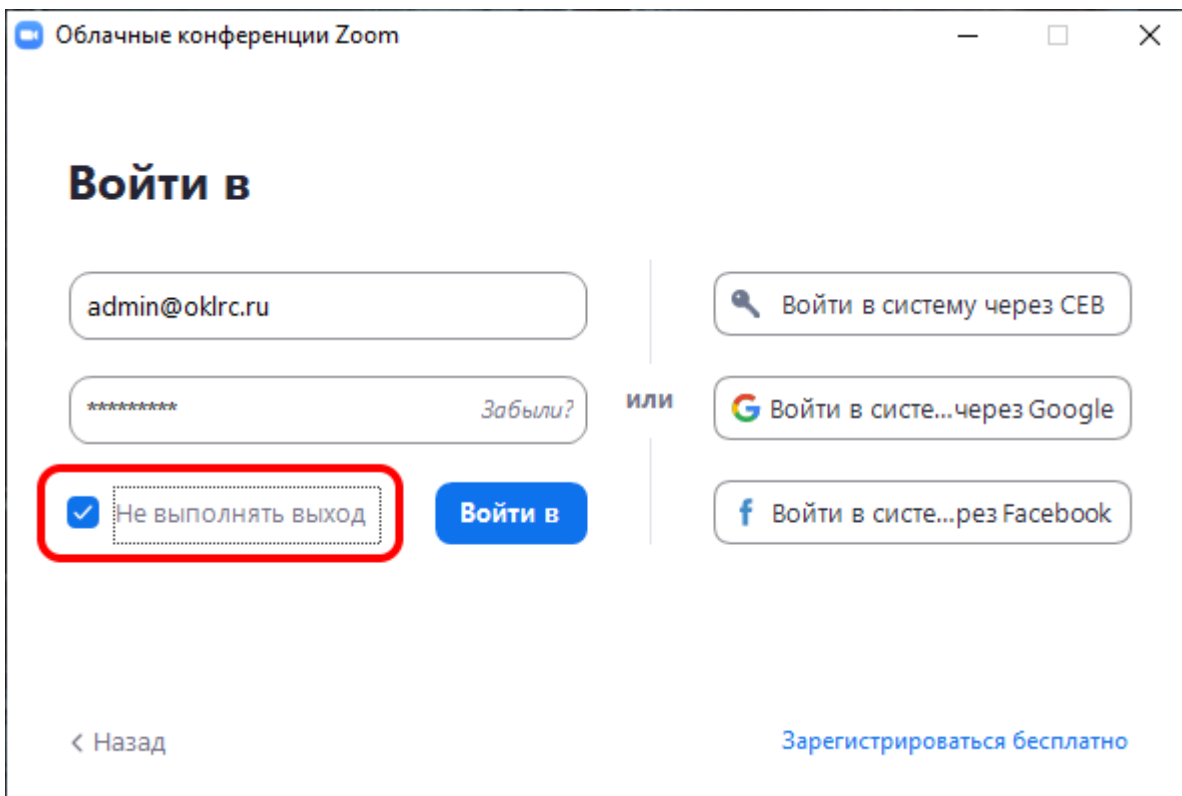 Облачные конференции Zoom
Войти в
admin@oklrc.ru
*********
Забыли?
Не выполнять выход
Войти в
или
Войти в систему через СЕВ
Войти в систе...через Google
Войти в систе...рез Facebook
Назад
Зарегистрироваться бесплатно